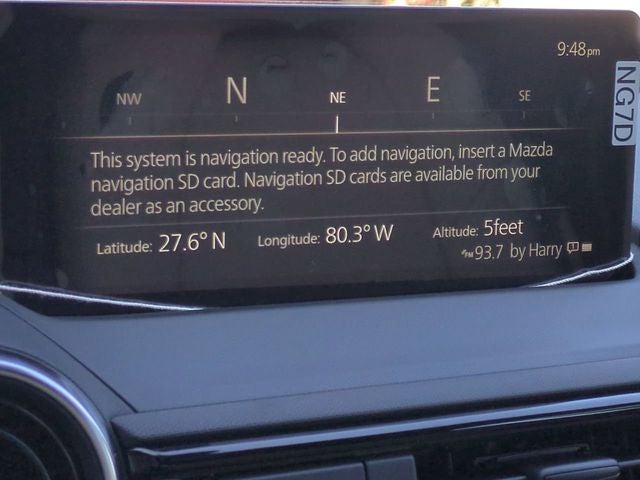 9:48pm
NW N NE E SE
NG7D
This system is navigation ready. To add navigation, insert a Mazda
navigation SD card. Navigation SD cards are available from your
dealer as an accessory.
Latitude: 27.6° N Longitude: 80.3° W Altitude: 5feet
FM 93.7 by Harry